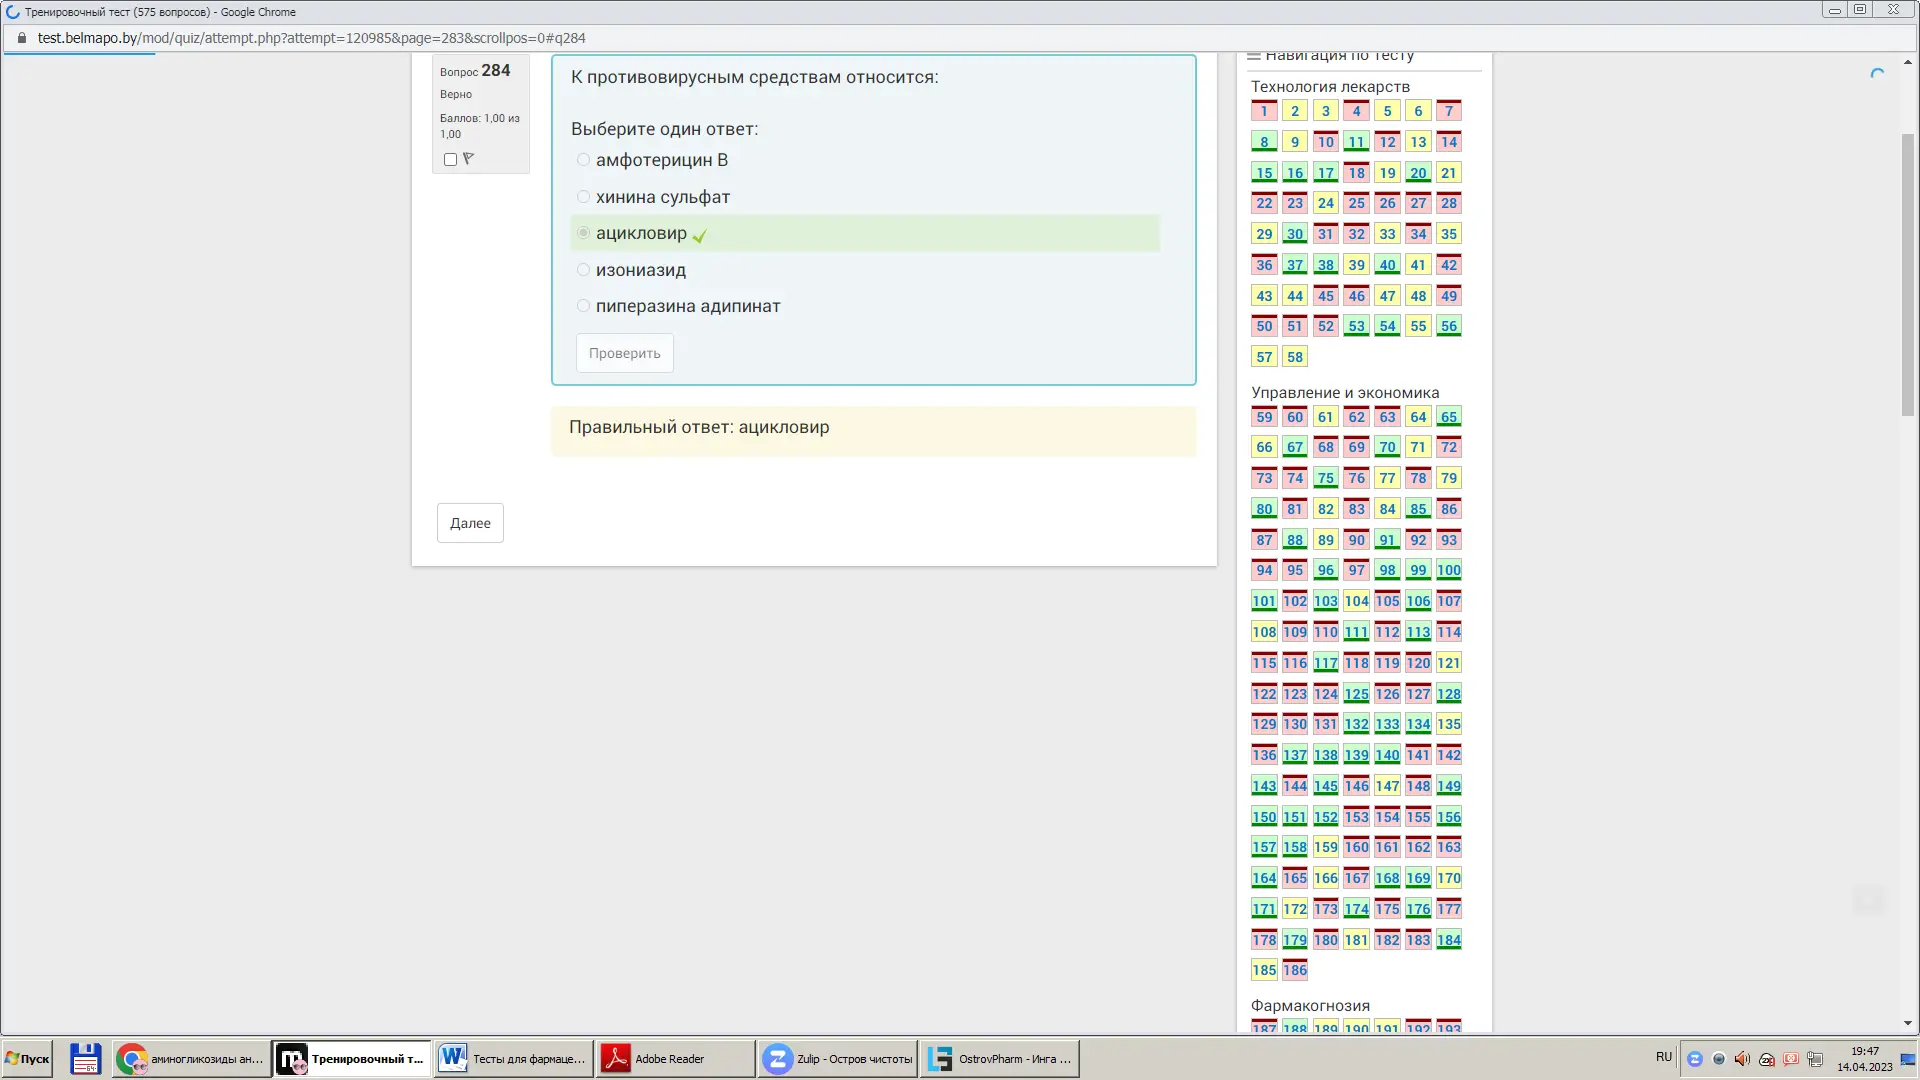 Тренировочный тест (575 вопросов) - Google Chrome
test.belmapo.by/mod/quiz/attempt.php?attempt=120985&page=283&scrollpos=0#q284
Вопрос 284
Верно
Баллов: 1,00 из
1,00
К противовирусным средствам относится:
Выберите один ответ:
амфотерицин В
хинина сульфат
ацикловир
изониазид
пиперазина адипинат
Проверить
Правильный ответ: ацикловир
Далее
Навигация по тесту
Технология лекарств
1 2 3 4 5 6 7
8 9 10 11 12 13 14
15 16 17 18 19 20 21
22 23 24 25 26 27 28
29 30 31 32 33 34 35
36 37 38 39 40 41 42
43 44 45 46 47 48 49
50 51 52 53 54 55 56
57 58
Управление и экономика
59 60 61 62 63 64 65
66 67 68 69 70 71 72
73 74 75 76 77 78 79
80 81 82 83 84 85 86
87 88 89 90 91 92 93
94 95 96 97 98 99 100
101 102 103 104 105 106 107
108 109 110 111 112 113 114
115 116 117 118 119 120 121
122 123 124 125 126 127 128
129 130 131 132 133 134 135
136 137 138 139 140 141 142
143 144 145 146 147 148 149
150 151 152 153 154 155 156
157 158 159 160 161 162 163
164 165 166 167 168 169 170
171 172 173 174 175 176 177
178 179 180 181 182 183 184
185 186
Фармакогнозия
187 188 189 190 191 192 193
Пуск
64
аминогликозиды ан...
Тренировочный т...
Тесты для фармаце...
Adobe Reader
Zulip - Остров чистоты
OstrovPharm - Инга ...
RU
19:47
14.04.2023